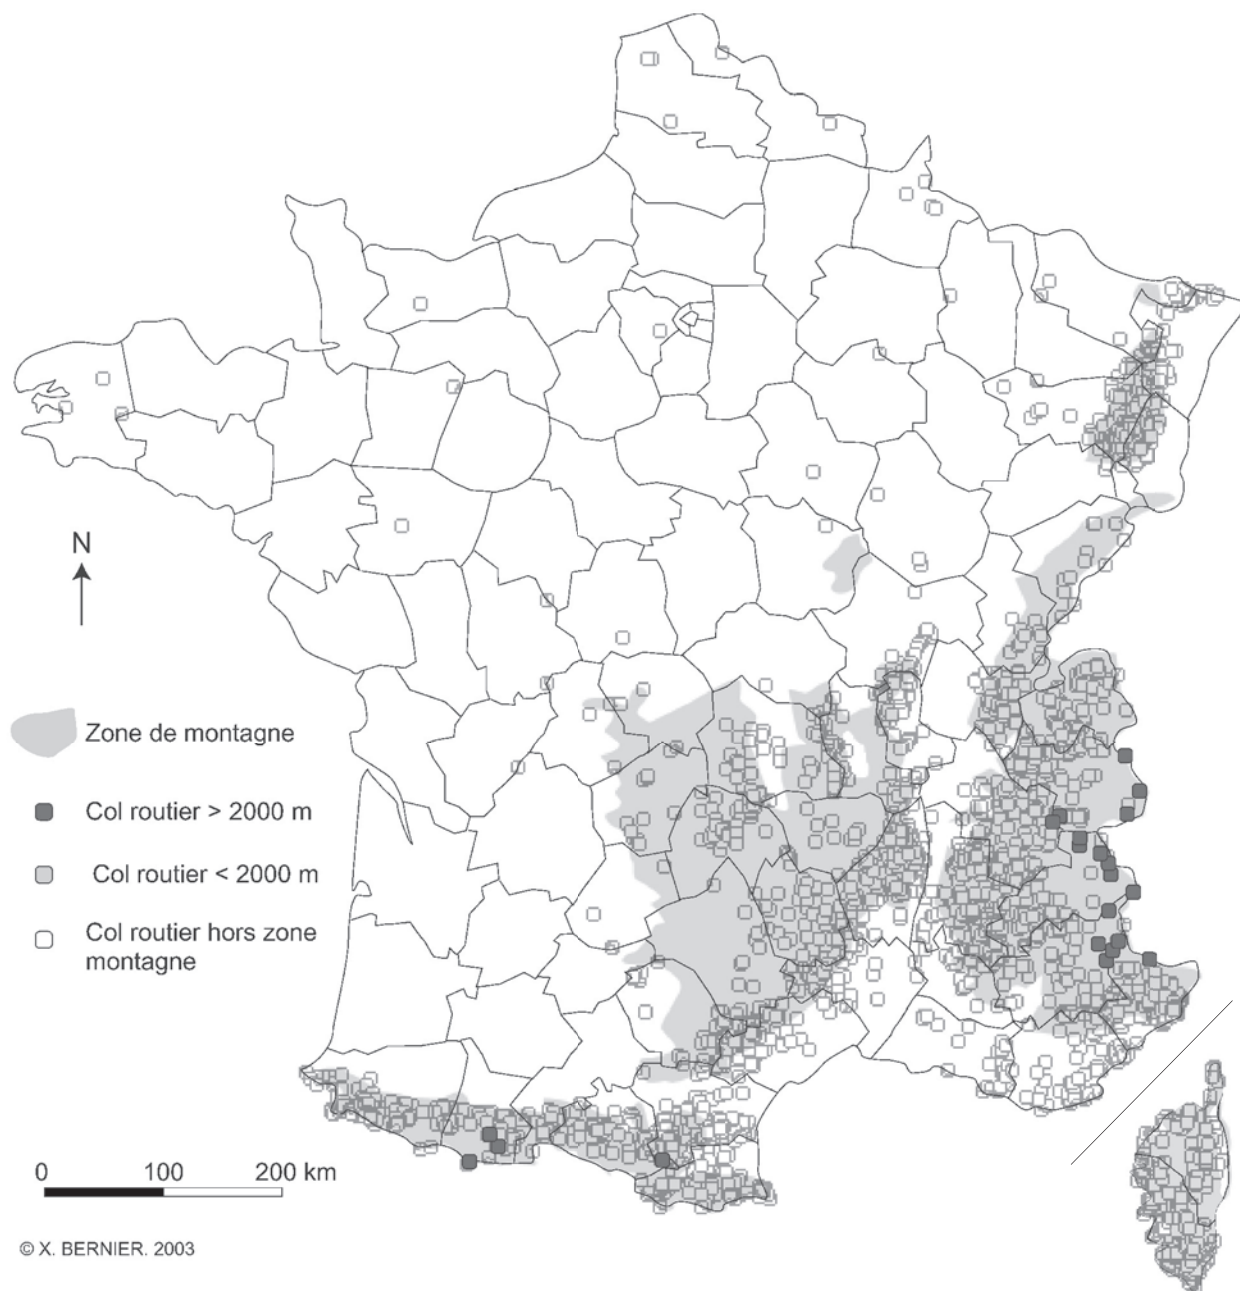 N
Zone de montagne
Col routier > 2000 m
Col routier < 2000 m
Col routier hors zone
montagne
0 100 200 km
© X. BERNIER. 2003